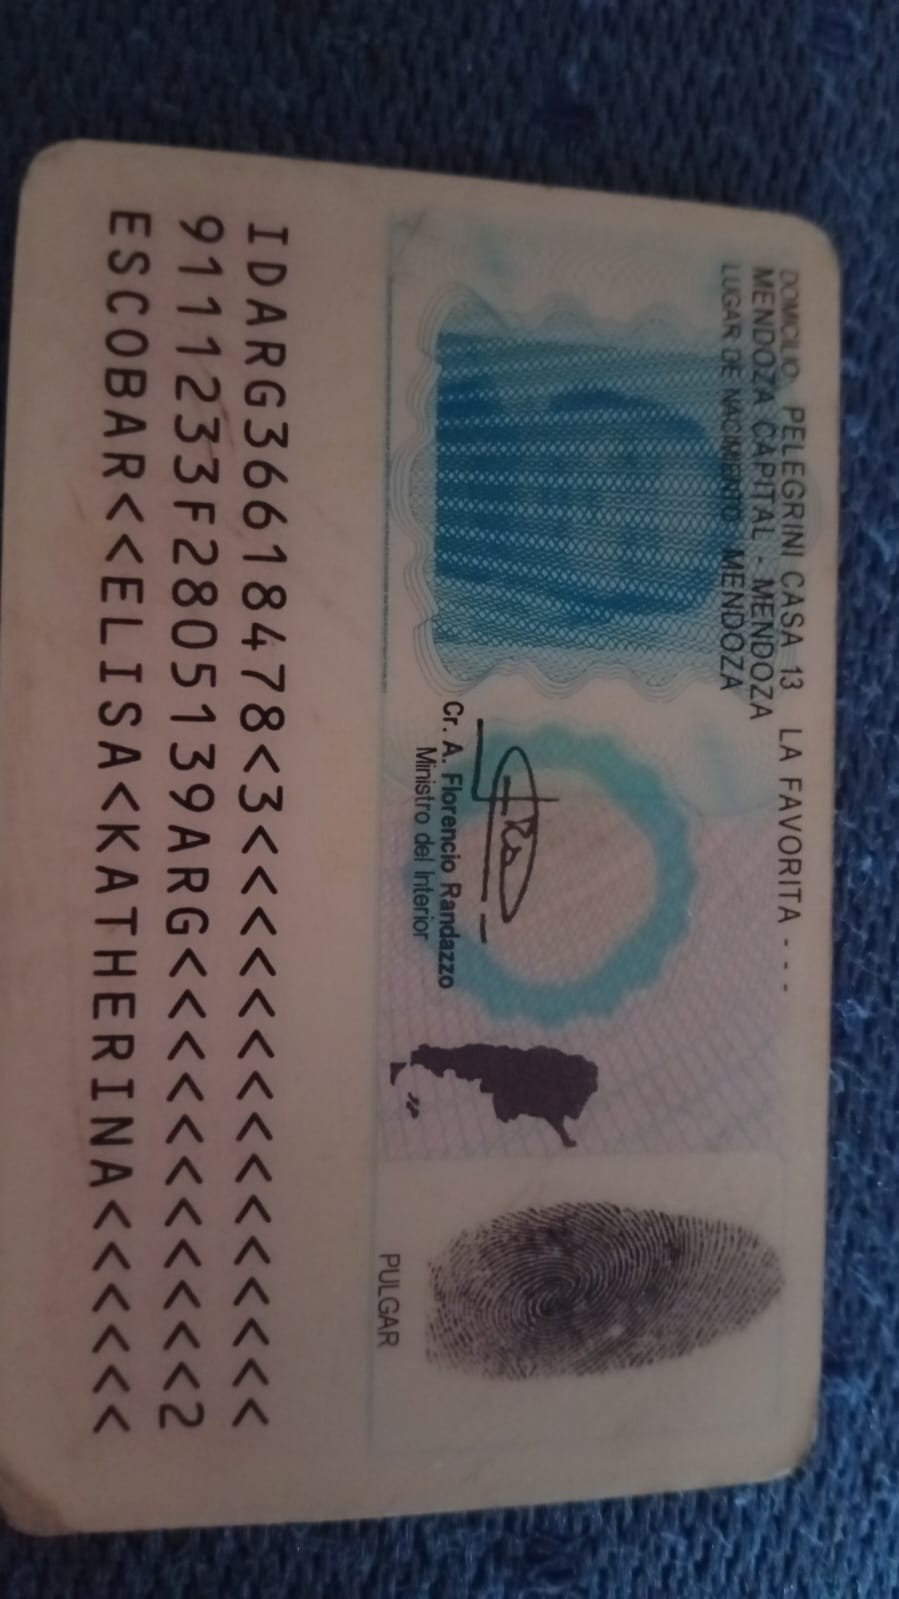 DOMICILIO PELEGRINI CASA 13 LA FAVORITA - - -
MENDOZA CAPITAL - MENDOZA
LUGAR DE NACIMIENTO MENDOZA
Cr. A. Florencio Randazzo
Ministro del Interior
PULGAR
IDARG36618478<3<<<<<<<<<<<<<<<
9111233F2805139ARG<<<<<<<<<<<2
ESCOBAR<<ELISA<KATHERINA<<<<<<